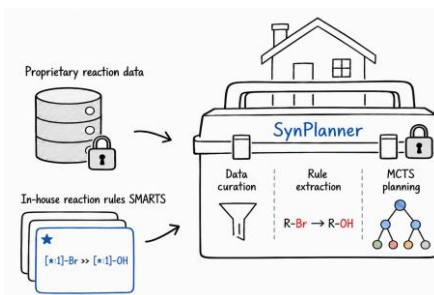 Proprietary reaction data
In-house reaction rules SMARTS
[*:1]-Br >> [*:1]-OH
SynPlanner
Data
curation
Rule
extraction
R-Br → R-OH
MCTS
planning